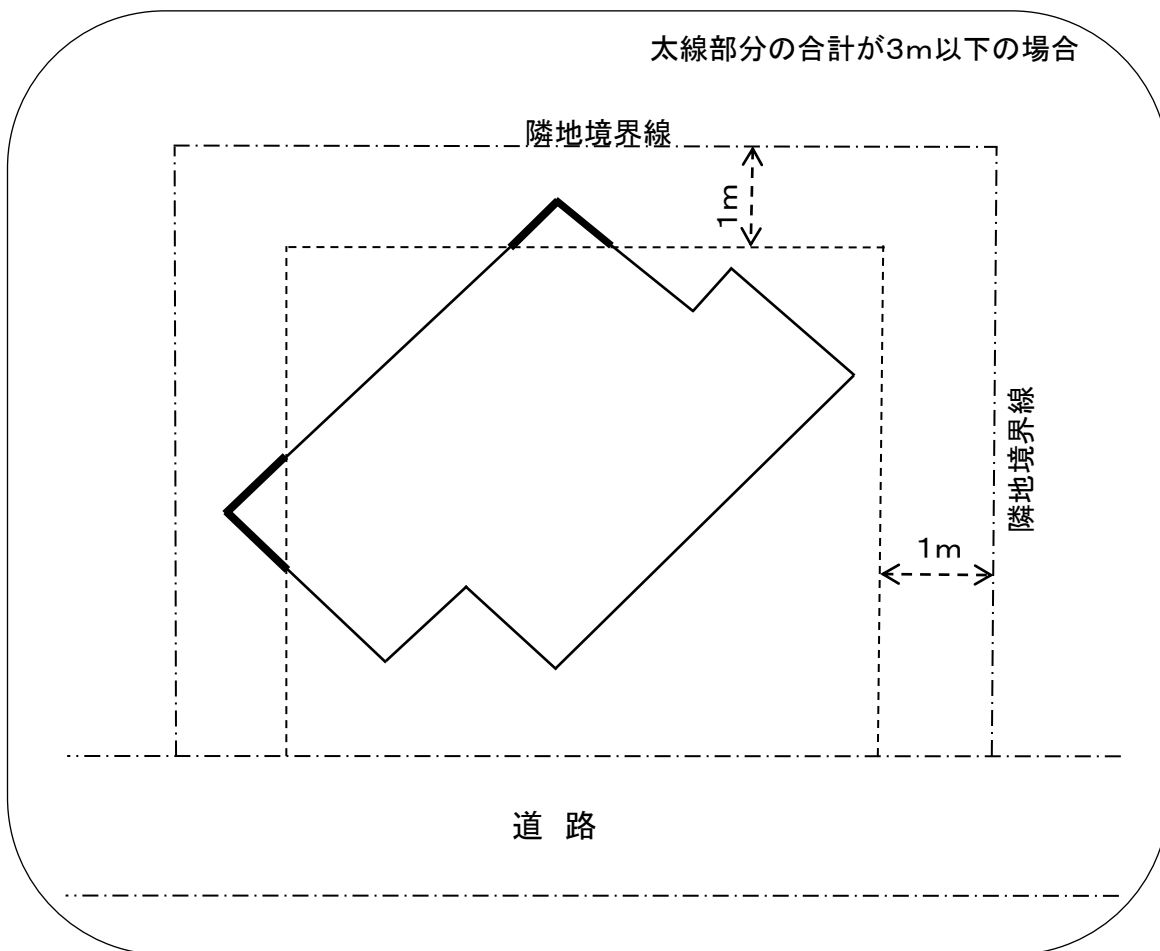 太線部分の合計が3m以下の場合
隣地境界線
1m
隣地境界線
1m
道 路